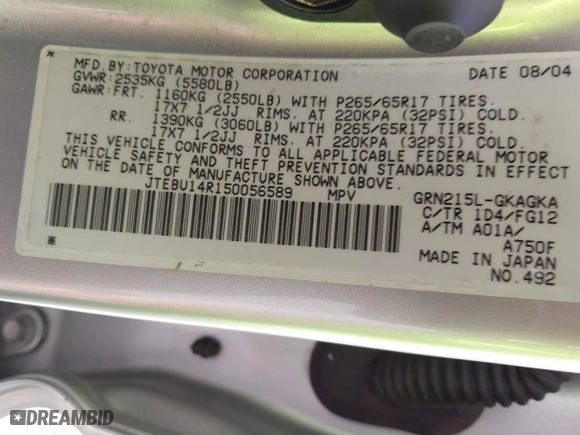 MFD.BY:TOYOTA MOTOR CORPORATION DATE 08/04
GVWR:2535KG (5580LB)
GAWR:FRT. 1160KG (2550LB) WITH P265/65R17 TIRES.
17X7 1/2JJ RIMS. AT 220KPA (32PSI) COLD.
RR. 1390KG (3060LB) WITH P265/65R17 TIRES.
17X7 1/2JJ RIMS. AT 220KPA (32PSI) COLD.
THIS VEHICLE CONFORMS TO ALL APPLICABLE FEDERAL MOTOR
VEHICLE SAFETY AND THEFT PREVENTION STANDARDS IN EFFECT
ON THE DATE OF MANUFACTURE SHOWN ABOVE.
JTEBU14R150056589 MPV
GRN215L-GKAGKA
C/TR 1D4/FG12
A/TM A01A/
A750F
MADE IN JAPAN
NO.492
DREAMBID